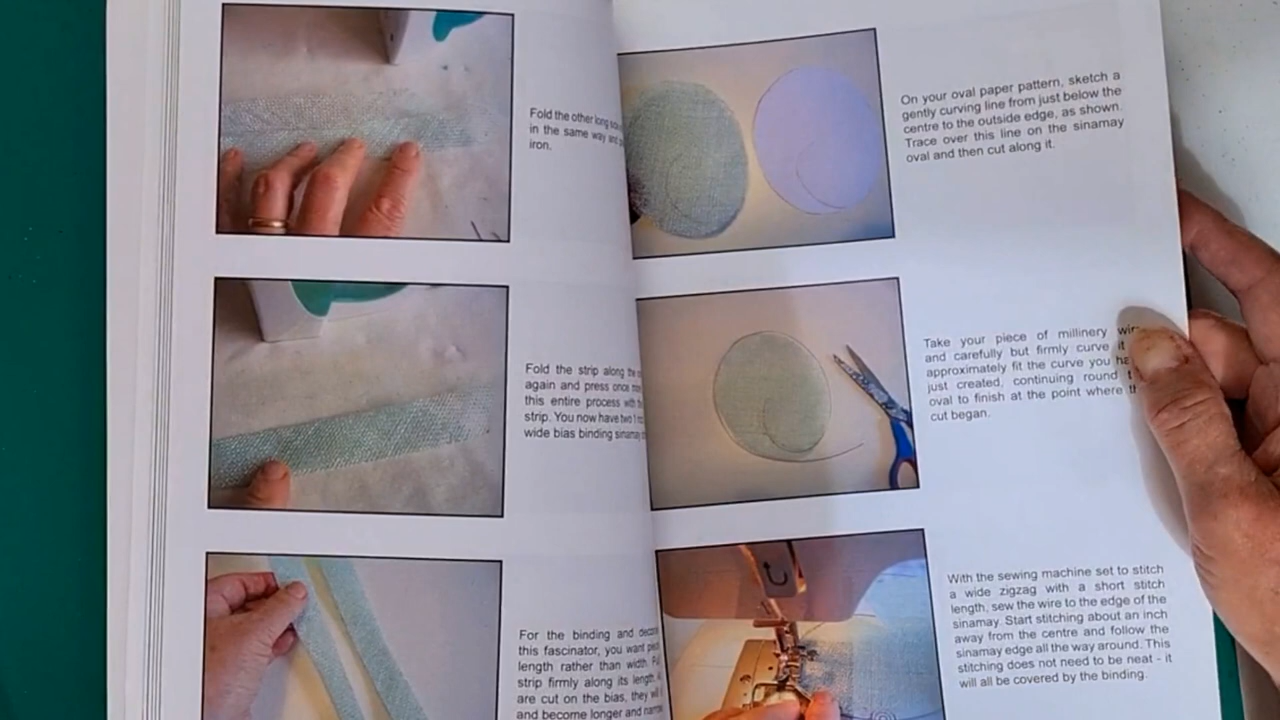 Fold the other long
in the same way and
iron.
Fold the strip along the
again and press once
this entire process with
strip. You now have two 1
wide bias binding sinamay
For the binding and
this fascinator, you want
length rather than width.
strip firmly along its length.
are cut on the bias, they
and become longer and
On your oval paper pattern, sketch a
gently curving line from just below the
centre to the outside edge, as shown.
Trace over this line on the sinamay
oval and then cut along it.
Take your piece of millinery
and carefully but firmly curve it
approximately fit the curve you
just created, continuing round
oval to finish at the point where
cut began.
With the sewing machine set to stitch
a wide zigzag with a short stitch
length, sew the wire to the edge of the
sinamay. Start stitching about an inch
away from the centre and follow the
sinamay edge all the way around. This
stitching does not need to be neat - it
will all be covered by the binding.